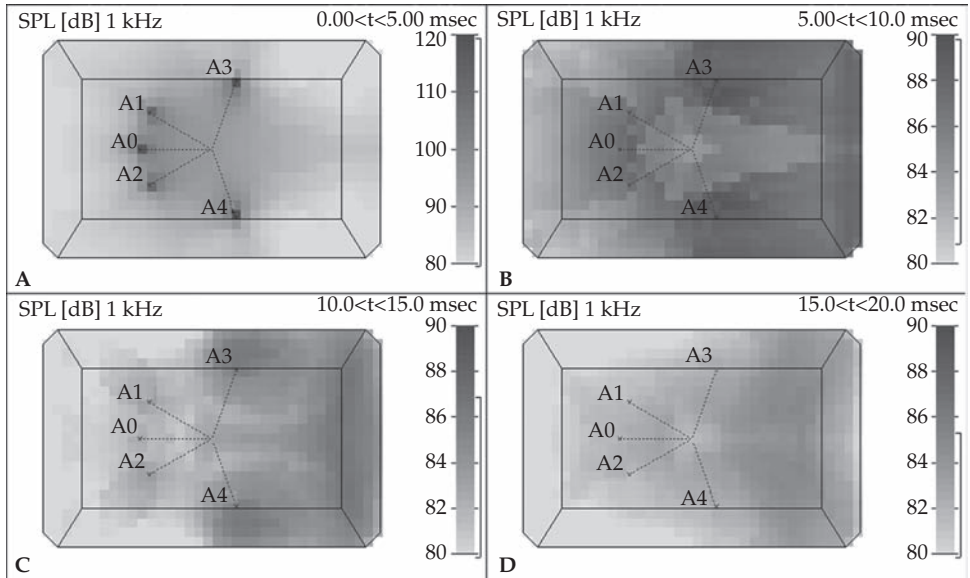 SPL [dB] 1 kHz 0.00<t<5.00 msec
120
110
100
90
80
A3
A1
A0
A2
A4
A
SPL [dB] 1 kHz 5.00<t<10.0 msec
90
88
86
84
82
80
A3
A1
A0
A2
A4
B
SPL [dB] 1 kHz 10.0<t<15.0 msec
90
88
86
84
82
80
A3
A1
A0
A2
A4
C
SPL [dB] 1 kHz 15.0<t<20.0 msec
90
88
86
84
82
80
A3
A1
A0
A2
A4
D